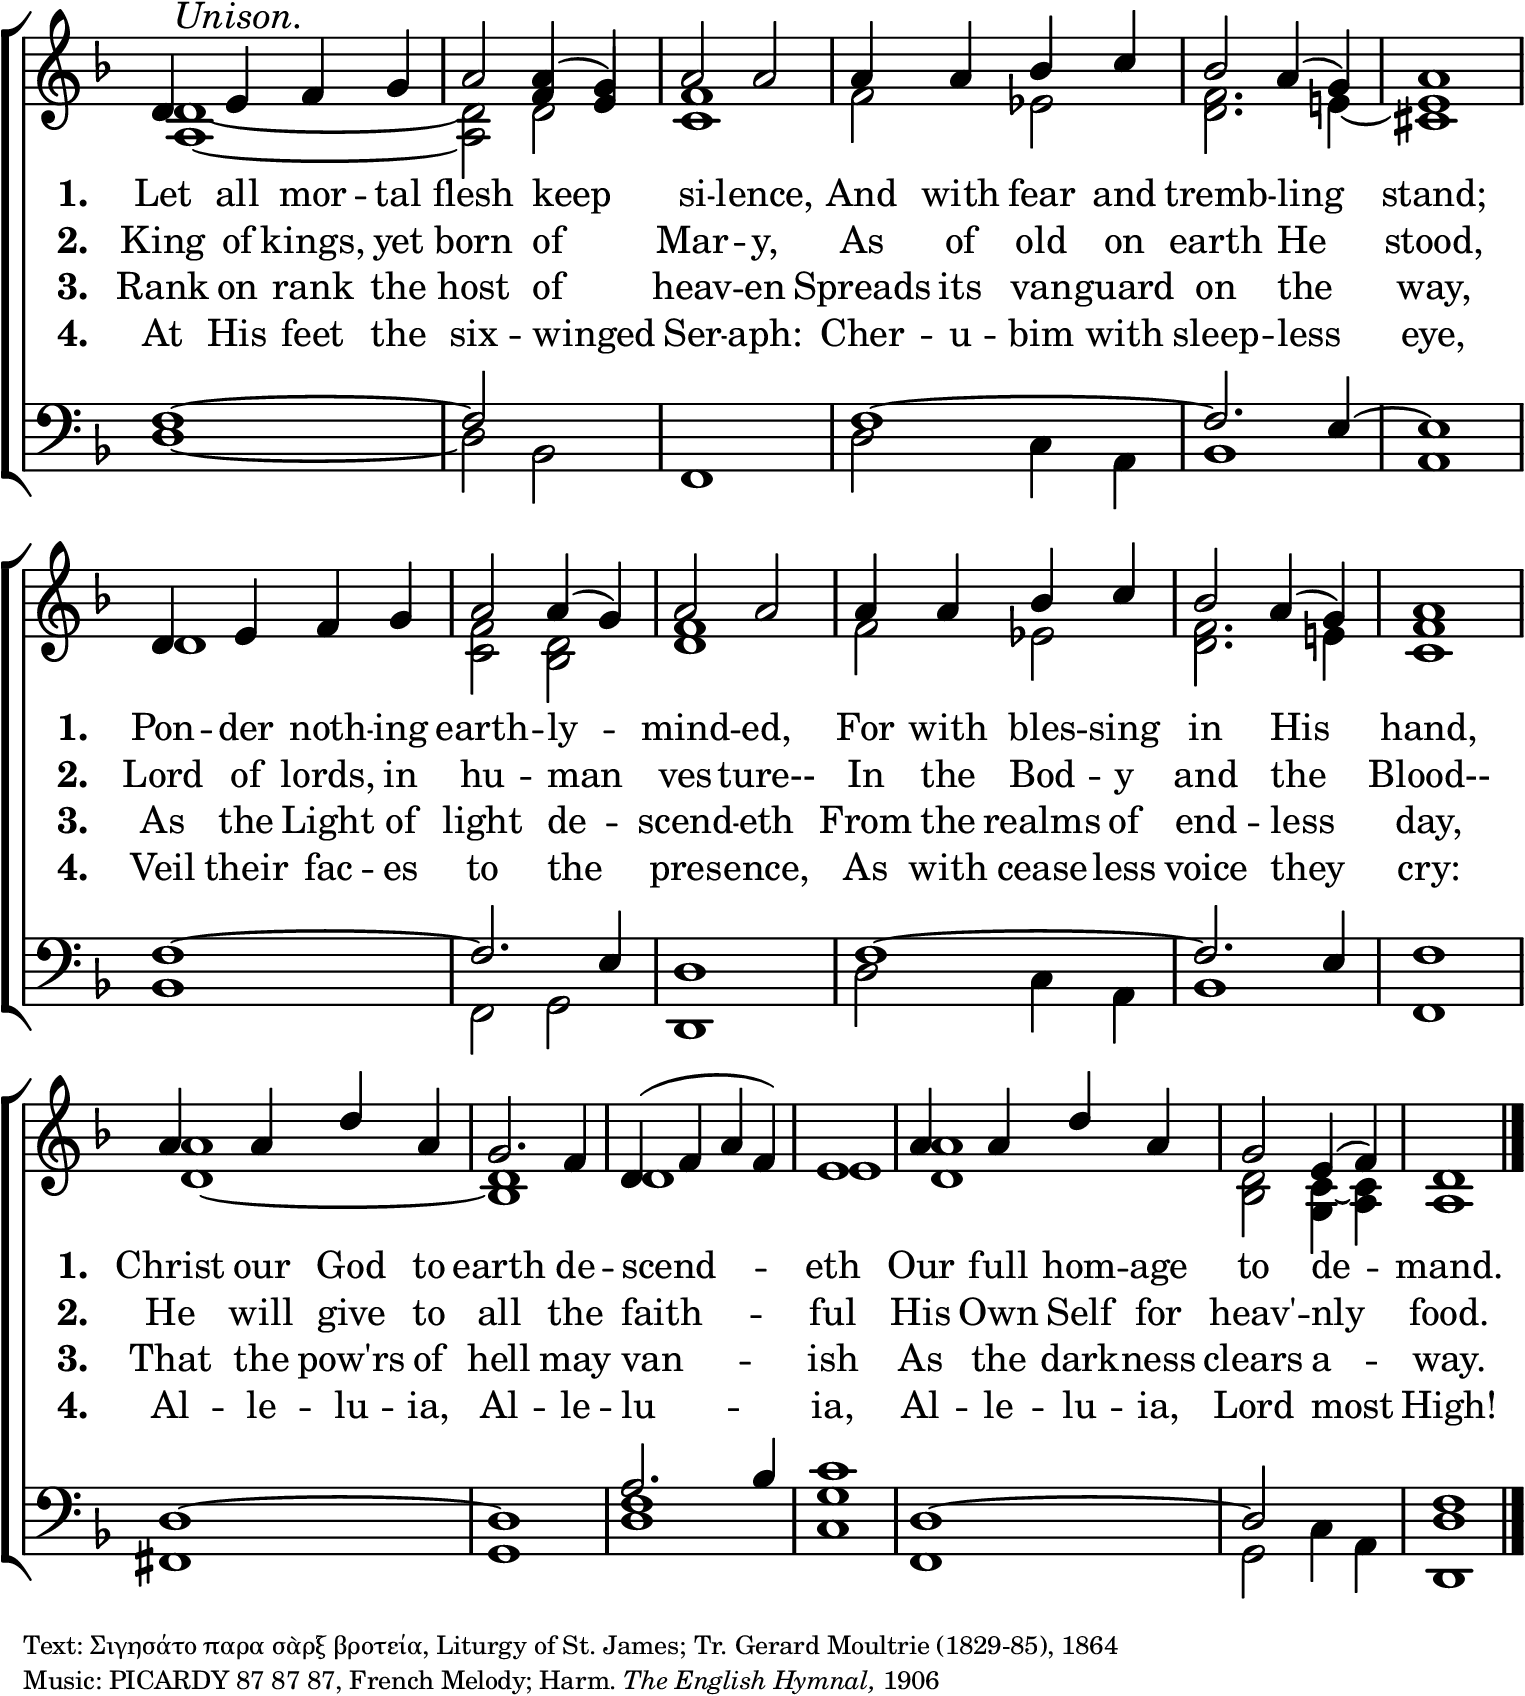 Unison.
1. Let all mor -- tal flesh keep si -- lence, And with fear and tremb -- ling stand;
2. King of kings, yet born of Mar -- y, As of old on earth He stood,
3. Rank on rank the host of heav -- en Spreads its vanguard on the way,
4. At His feet the six -- winged Ser -- aph: Cher -- u -- bim with sleep -- less eye,
1. Pon -- der noth -- ing earth -- ly -- mind -- ed, For with bles -- sing in His hand,
2. Lord of lords, in hu -- man ves -- ture-- In the Bod -- y and the Blood--
3. As the Light of light de -- scend -- eth From the realms of end -- less day,
4. Veil their fac -- es to the presence, As with cease -- less voice they cry:
1. Christ our God to earth de -- scend -- eth Our full hom -- age to de -- mand.
2. He will give to all the faith -- ful His Own Self for heav' -- nly food.
3. That the pow'rs of hell may van -- ish As the darkness clears a -- way.
4. Al -- le -- lu -- ia, Al -- le -- lu -- ia, Al -- le -- lu -- ia, Lord most High!
Text: Σιγησάτο παρα σὰρξ βροτεία, Liturgy of St. James; Tr. Gerard Moultrie (1829-85), 1864
Music: PICARDY 87 87 87, French Melody; Harm. The English Hymnal, 1906